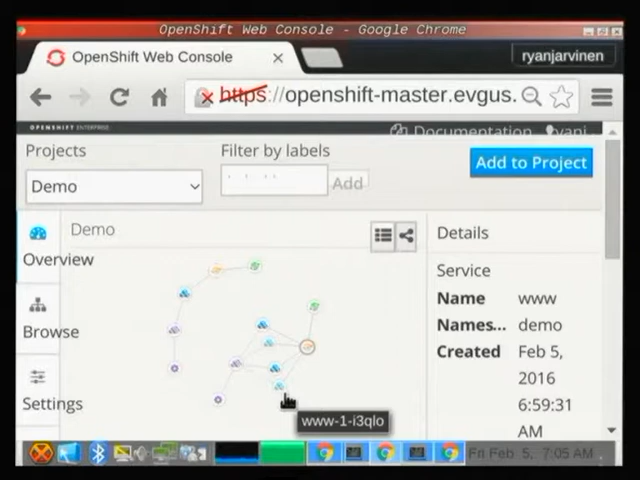 OpenShift Web Console - Google Chrome
OpenShift Web Console
ryanjarvinen
https://openshift-master.evgus.
OPENSHIFT ENTERPRISE
Documentation
Projects
Filter by labels
Add to Project
Demo
Add
Demo
Details
Overview
Service
Name www
Names... demo
Browse
Created Feb 5,
2016
6:59:31
AM
Settings
www-1-i3qlo
Fri Feb 5, 7:05 AM